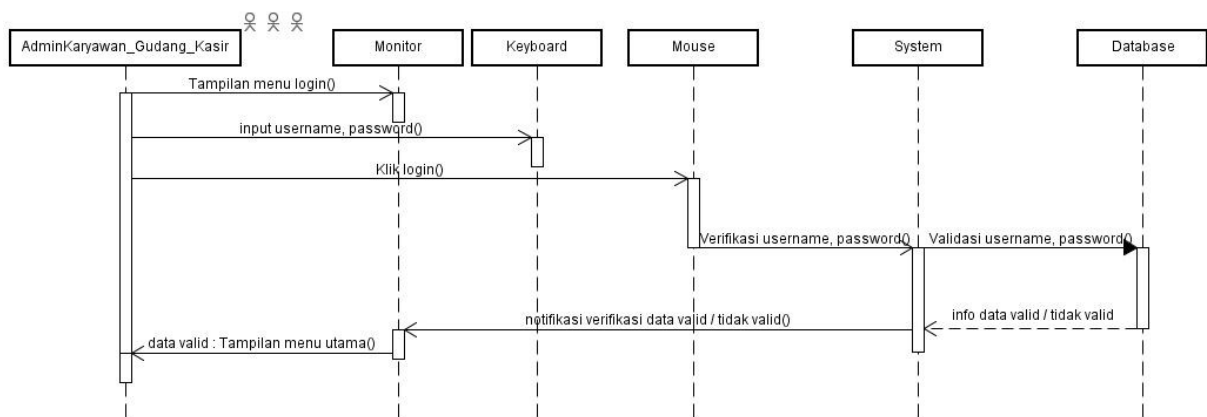 AdminKaryawan_Gudang_Kasir
Monitor
Keyboard
Mouse
System
Database
Tampilan menu login()
input username, password()
Klik login()
Verifikasi username, password()
Validasi username, password()
notifikasi verifikasi data valid / tidak valid()
info data valid / tidak valid
data valid : Tampilan menu utama()